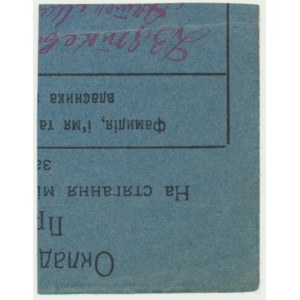 Оклад
Пр
На стягання мі
за
Фамилія, і'мя та
власника